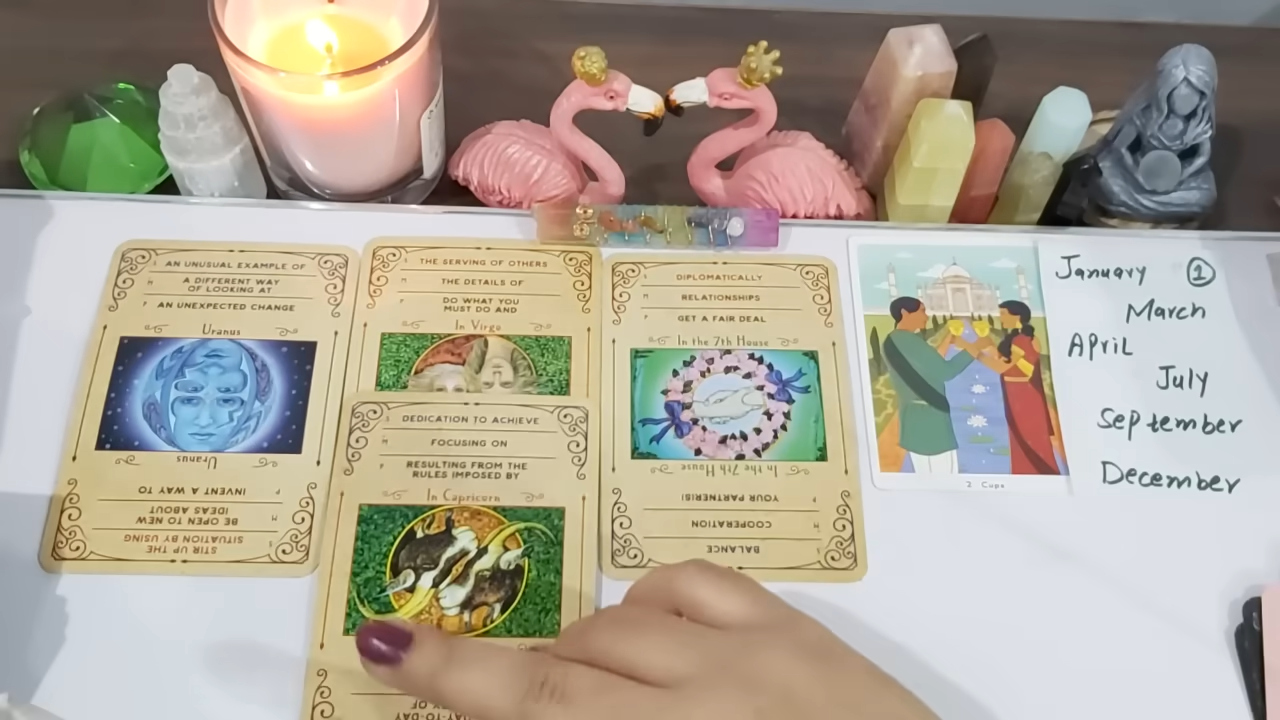 AN UNUSUAL EXAMPLE OF
A DIFFERENT WAY
OF LOOKING AT
AN UNEXPECTED CHANGE
Uranus
Uranus
INVENT A WAY TO
BE OPEN TO NEW
IDEAS ABOUT
STIR UP THE
SITUATION BY USING
THE SERVING OF OTHERS
THE DETAILS OF
DO WHAT YOU
MUST DO AND
In Virgo
DEDICATION TO ACHIEVE
FOCUSING ON
RESULTING FROM THE
RULES IMPOSED BY
In Capricorn
DIPLOMATICALLY
RELATIONSHIPS
GET A FAIR DEAL
In the 7th House
In the 7th House
YOUR PARTNER(S)
COOPERATION
BALANCE
2 Cups
January 1
March
April
July
September
December